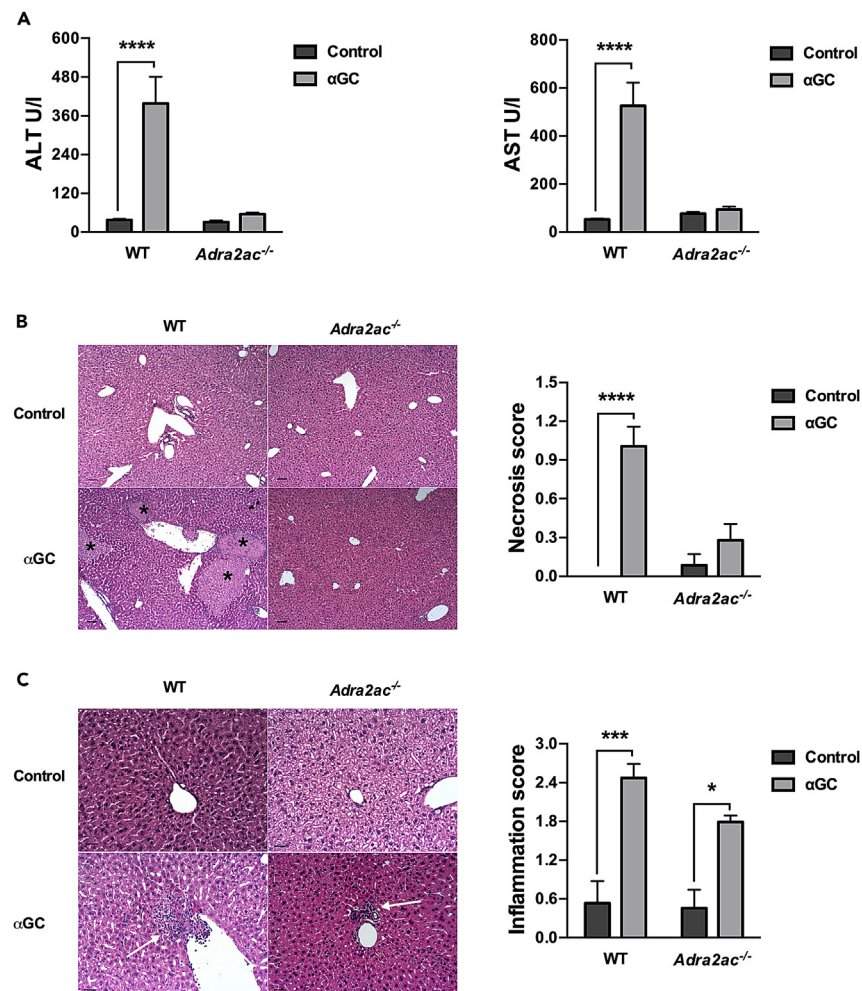 A
ALT U/I
600
480
360
240
120
0
****
Control
αGC
WT
Adra2ac-/-
AST U/I
800
600
400
200
0
****
Control
αGC
WT
Adra2ac-/-
B
WT
Adra2ac-/-
Control
αGC
*
*
*
*
Necrosis score
1.5
1.2
0.9
0.6
0.3
0.0
****
Control
αGC
WT
Adra2ac-/-
C
WT
Adra2ac-/-
Control
αGC
Inflammation score
3.0
2.4
1.8
1.2
0.6
0.0
***
*
Control
αGC
WT
Adra2ac-/-